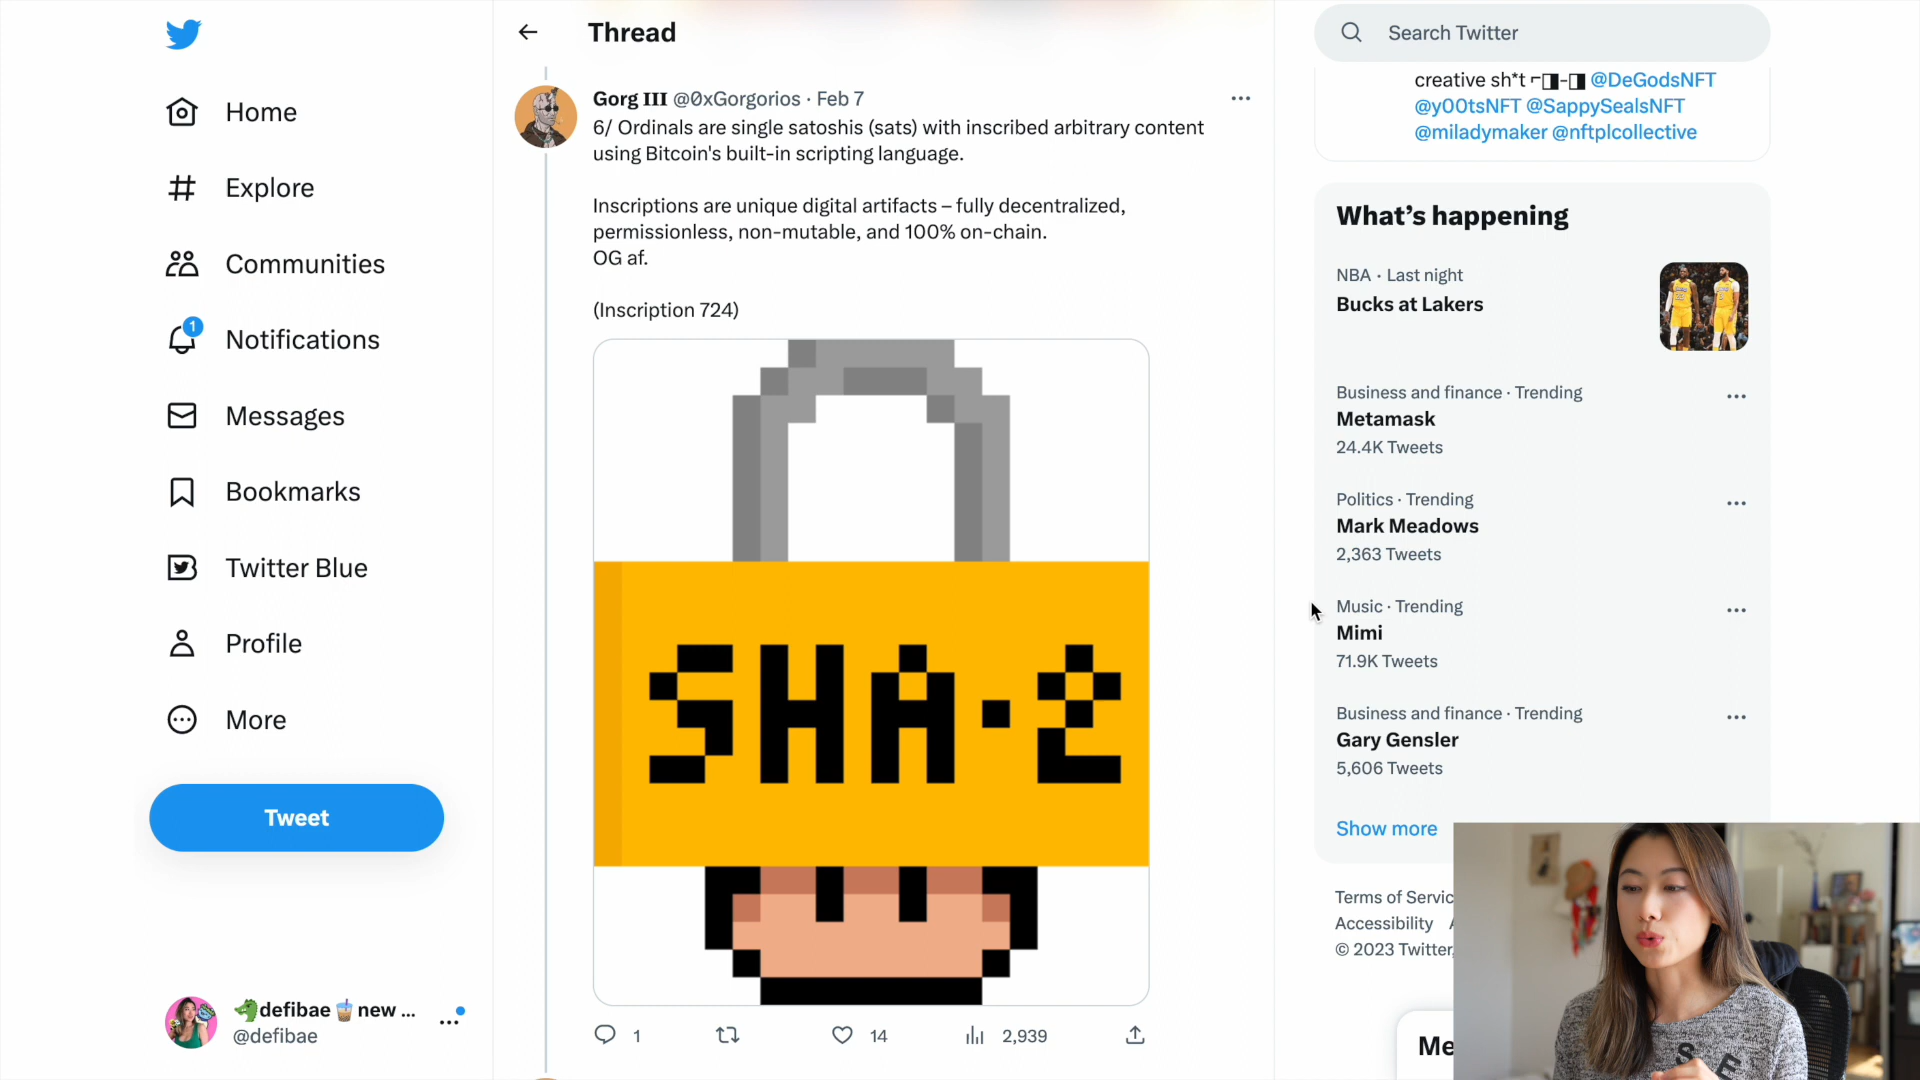 Home
Explore
Communities
1
Notifications
Messages
Bookmarks
Twitter Blue
Profile
More
Tweet
defibae new ...
@defibae
Thread
Gorg III @0xGorgorios · Feb 7
6/ Ordinals are single satoshis (sats) with inscribed arbitrary content
using Bitcoin's built-in scripting language.
Inscriptions are unique digital artifacts – fully decentralized,
permissionless, non-mutable, and 100% on-chain.
OG af.
(Inscription 724)
SHA-2
1
14
2,939
Search Twitter
creative sh*t ⌐◨-◨ @DeGodsNFT
@y00tsNFT @SappySealsNFT
@miladymaker @nftplcollective
What's happening
NBA · Last night
Bucks at Lakers
Business and finance · Trending
Metamask
24.4K Tweets
Politics · Trending
Mark Meadows
2,363 Tweets
Music · Trending
Mimi
71.9K Tweets
Business and finance · Trending
Gary Gensler
5,606 Tweets
Show more
Terms of Servic
Accessibility
© 2023 Twitter,
Me